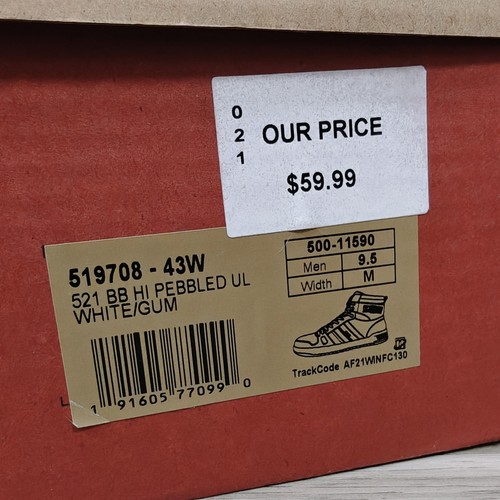 0
2
1
OUR PRICE
$59.99
519708 - 43W
521 BB HI PEBBLED UL
WHITE/GUM
500-11590
Men 9.5
Width M
1 91605 77099 0
TrackCode AF21WINFC130